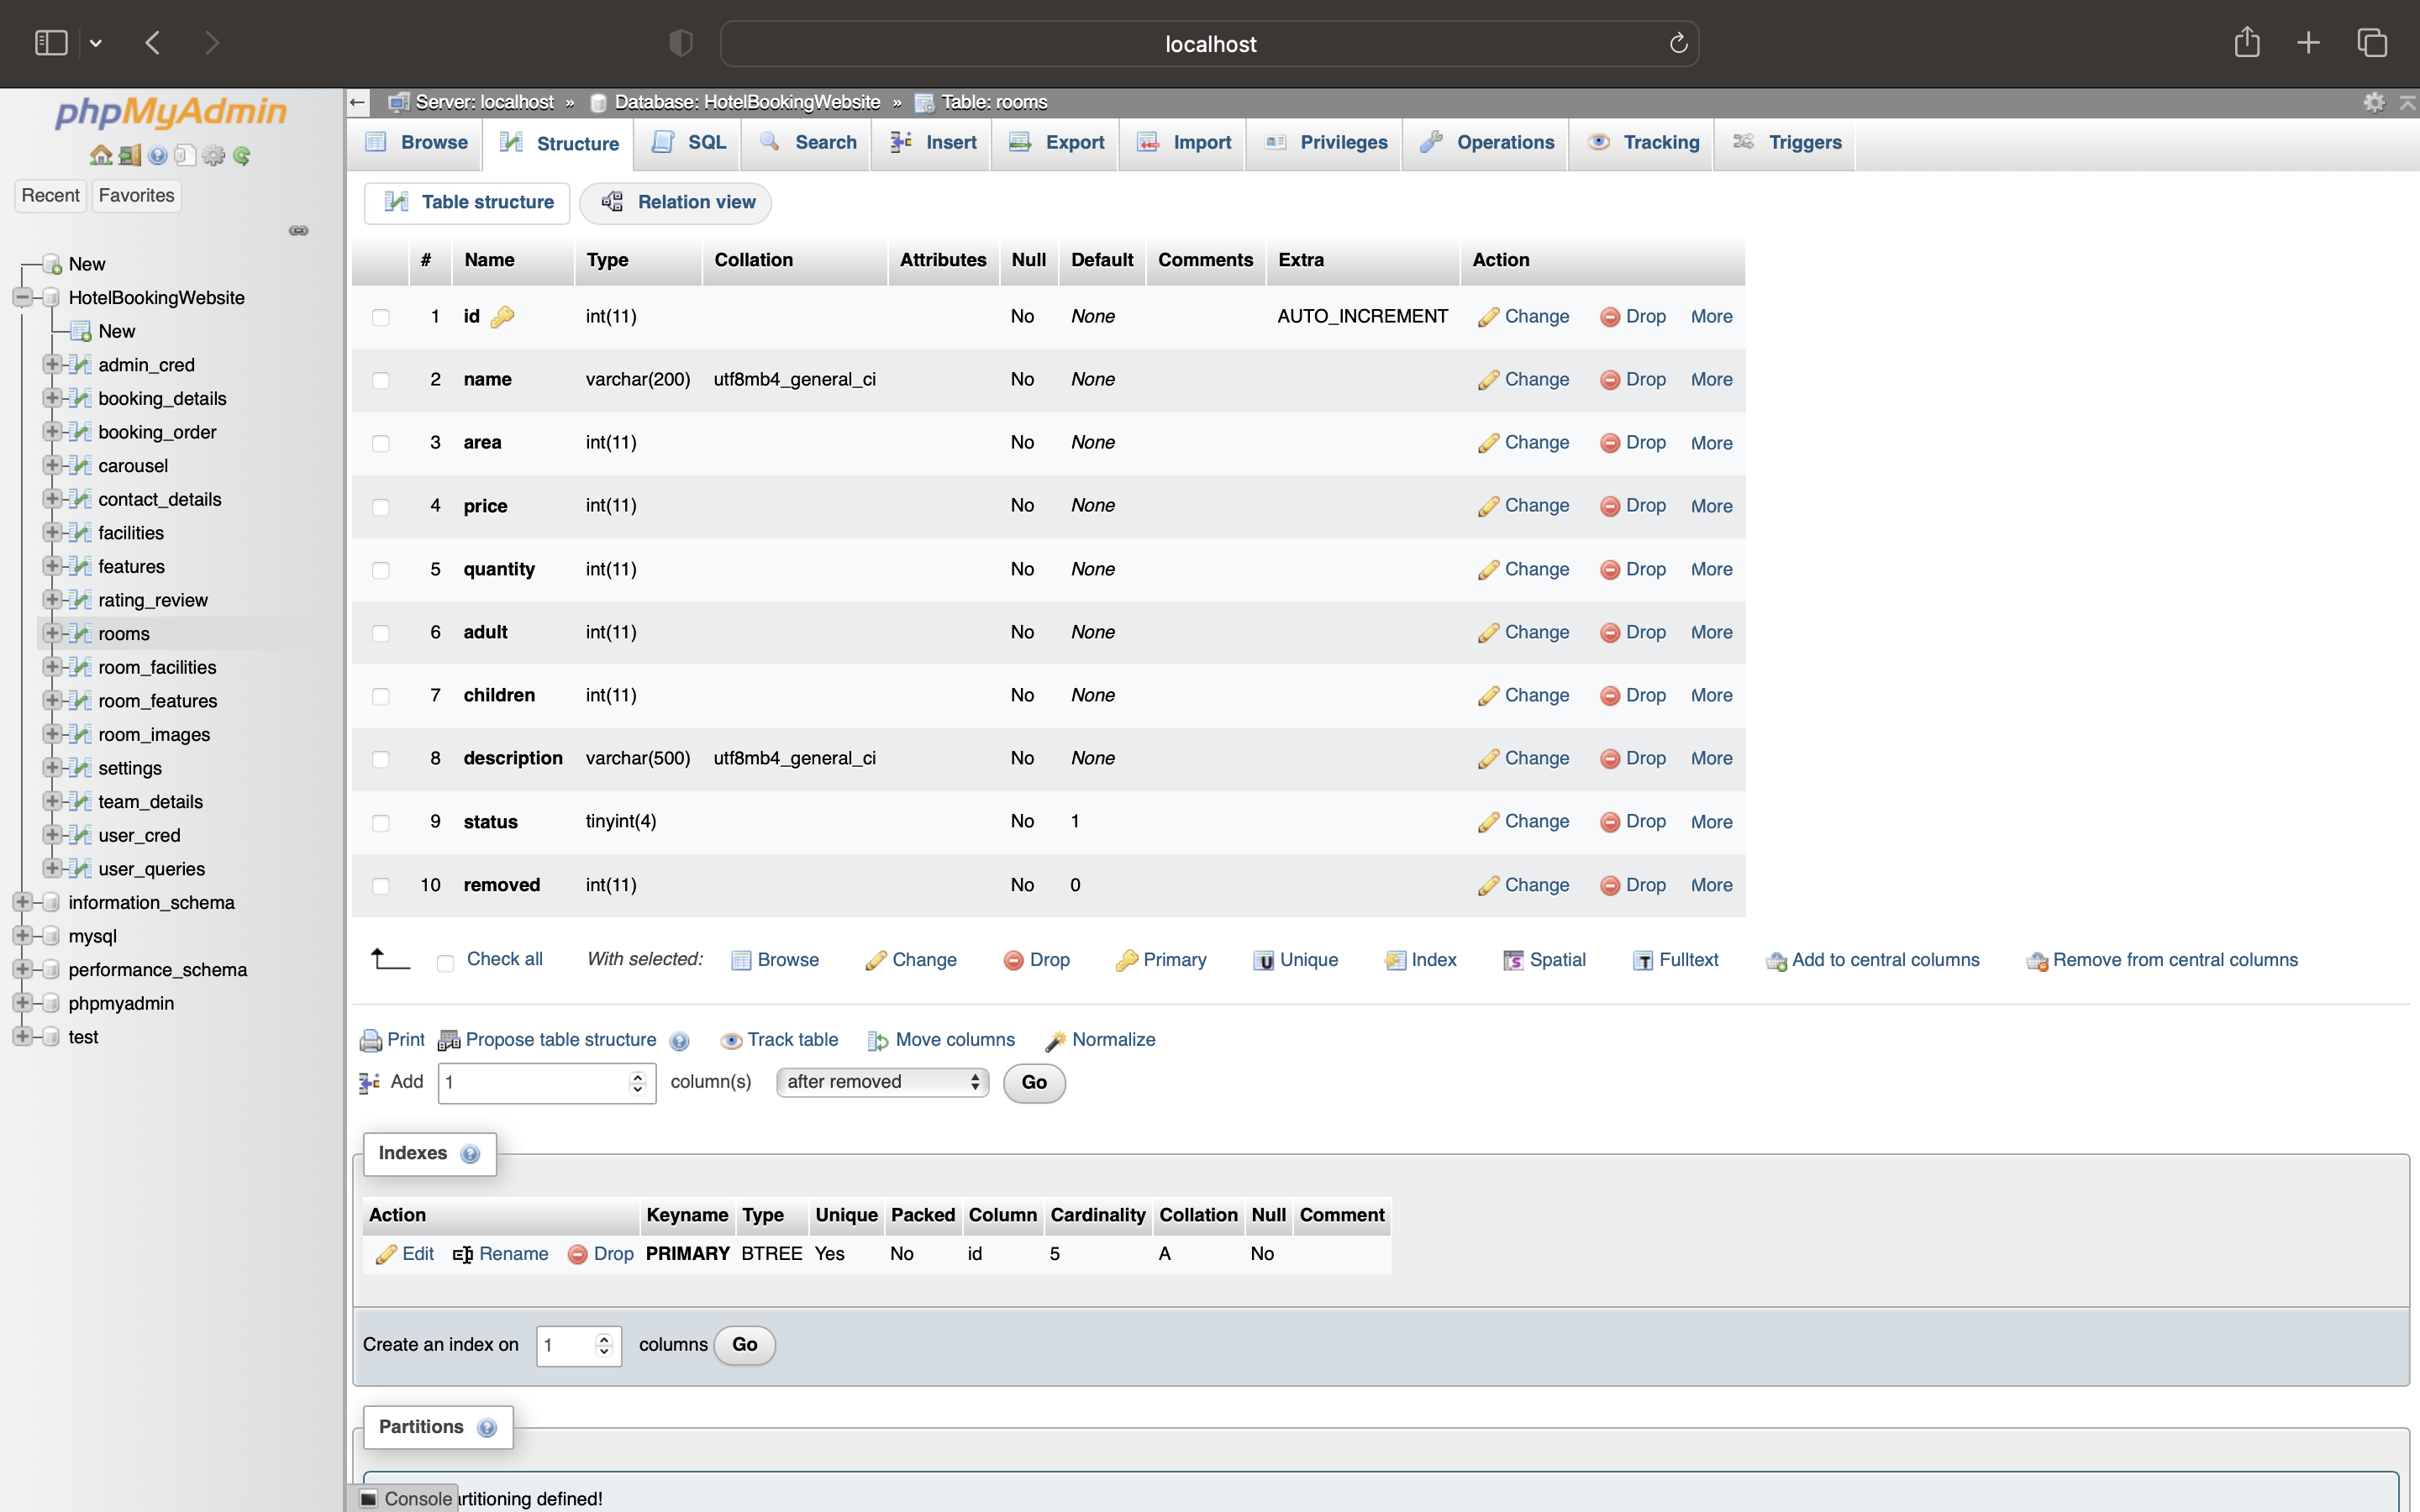 localhost
phpMyAdmin
Recent Favorites
New
HotelBookingWebsite
New
admin_cred
booking_details
booking_order
carousel
contact_details
facilities
features
rating_review
rooms
room_facilities
room_features
room_images
settings
team_details
user_cred
user_queries
information_schema
mysql
performance_schema
phpmyadmin
test
Server: localhost » Database: HotelBookingWebsite » Table: rooms
Browse Structure SQL Search Insert Export Import Privileges Operations Tracking Triggers
Table structure Relation view
# Name Type Collation Attributes Null Default Comments Extra Action
1 id int(11) No None AUTO_INCREMENT Change Drop More
2 name varchar(200) utf8mb4_general_ci No None Change Drop More
3 area int(11) No None Change Drop More
4 price int(11) No None Change Drop More
5 quantity int(11) No None Change Drop More
6 adult int(11) No None Change Drop More
7 children int(11) No None Change Drop More
8 description varchar(500) utf8mb4_general_ci No None Change Drop More
9 status tinyint(4) No 1 Change Drop More
10 removed int(11) No 0 Change Drop More
Check all With selected: Browse Change Drop Primary Unique Index Spatial Fulltext Add to central columns Remove from central columns
Print Propose table structure Track table Move columns Normalize
Add 1 column(s) after removed Go
Indexes
Action Keyname Type Unique Packed Column Cardinality Collation Null Comment
Edit Rename Drop PRIMARY BTREE Yes No id 5 A No
Create an index on 1 columns Go
Partitions
Console artitioning defined!